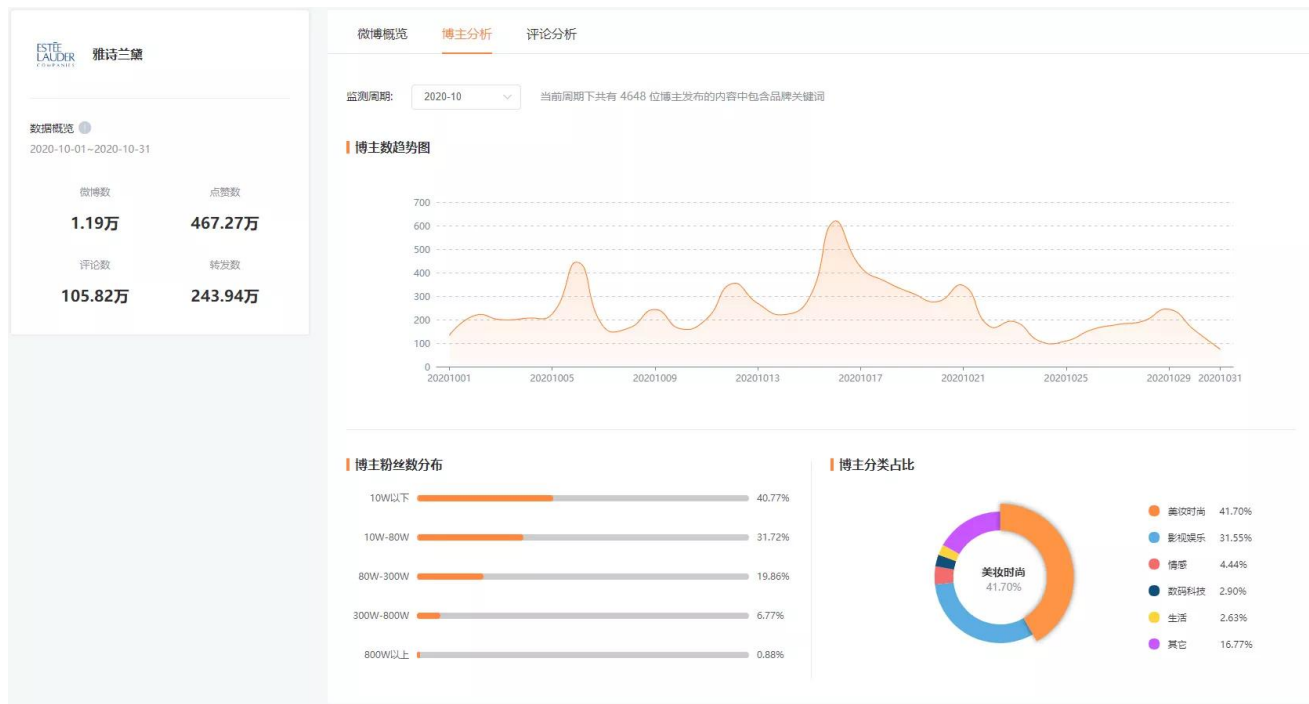 ESTĒE
LAUDER
COMPANIES
雅诗兰黛
数据概览
2020-10-01~2020-10-31
微博数 点赞数
1.19万 467.27万
评论数 转发数
105.82万 243.94万
微博概览 博主分析 评论分析
监测周期: 2020-10 当前周期下共有 4648 位博主发布的内容中包含品牌关键词
博主数趋势图
700
600
500
400
300
200
100
0
20201001 20201005 20201009 20201013 20201017 20201021 20201025 20201029 20201031
博主粉丝数分布
10W以下 40.77%
10W-80W 31.72%
80W-300W 19.86%
300W-800W 6.77%
800W以上 0.88%
博主分类占比
美妆时尚
41.70%
美妆时尚 41.70%
影视娱乐 31.55%
情感 4.44%
数码科技 2.90%
生活 2.63%
其它 16.77%